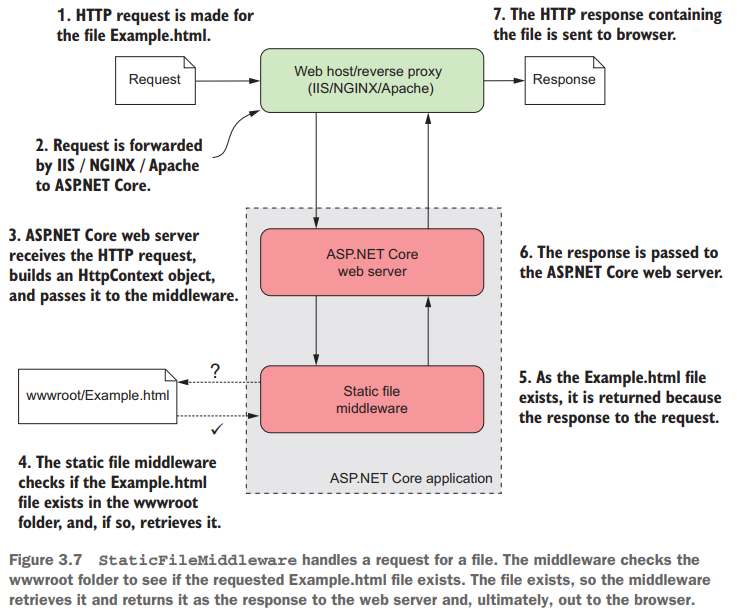 1. HTTP request is made for
the file Example.html.
7. The HTTP response containing
the file is sent to browser.
Request
Web host/reverse proxy
(IIS/NGINX/Apache)
Response
2. Request is forwarded
by IIS / NGINX / Apache
to ASP.NET Core.
3. ASP.NET Core web server
receives the HTTP request,
builds an HttpContext object,
and passes it to the middleware.
ASP.NET Core
web server
6. The response is passed to
the ASP.NET Core web server.
?
wwwroot/Example.html
✓
Static file
middleware
5. As the Example.html file
exists, it is returned because
the response to the request.
4. The static file middleware
checks if the Example.html
file exists in the wwwroot
folder, and, if so, retrieves it.
ASP.NET Core application
Figure 3.7 StaticFileMiddleware handles a request for a file. The middleware checks the
wwwroot folder to see if the requested Example.html file exists. The file exists, so the middleware
retrieves it and returns it as the response to the web server and, ultimately, out to the browser.